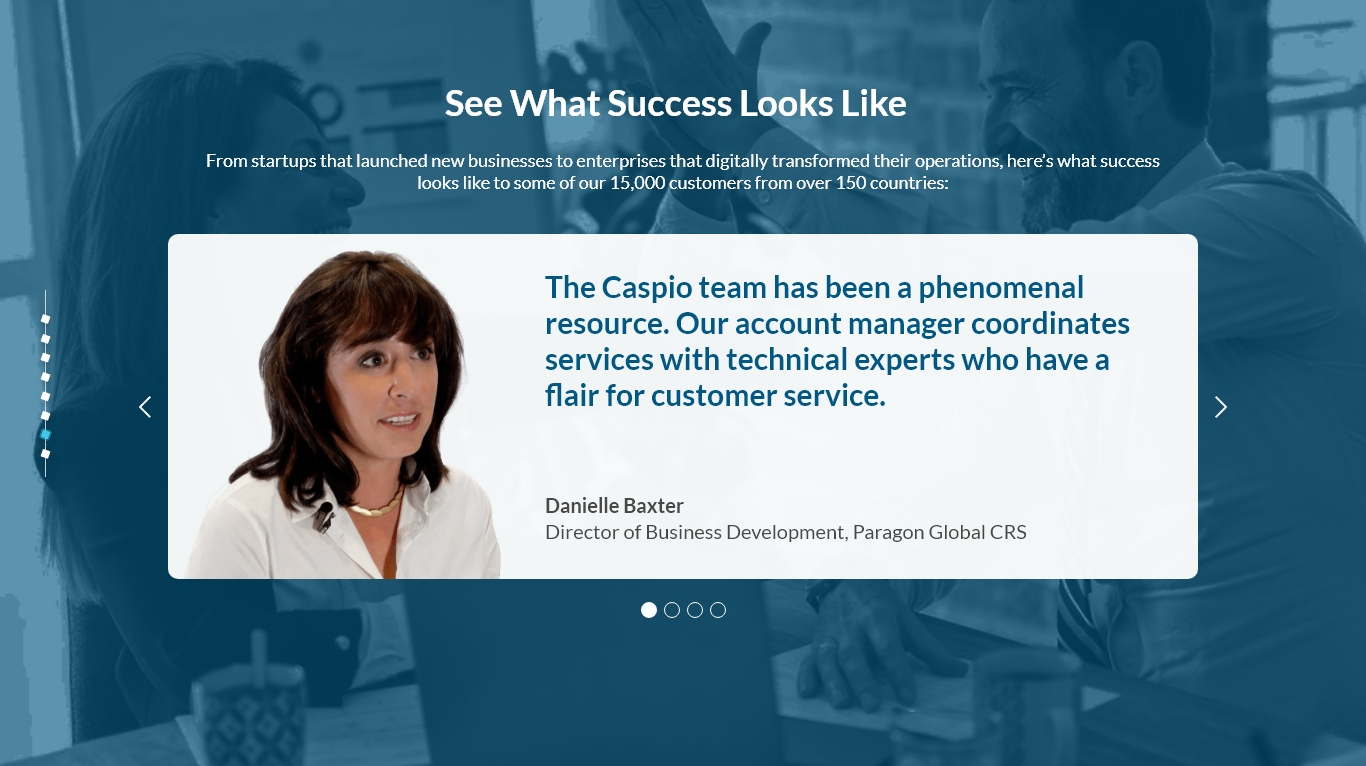 See What Success Looks Like
From startups that launched new businesses to enterprises that digitally transformed their operations, here's what success
looks like to some of our 15,000 customers from over 150 countries:
The Caspio team has been a phenomenal
resource. Our account manager coordinates
services with technical experts who have a
flair for customer service.
Danielle Baxter
Director of Business Development, Paragon Global CRS